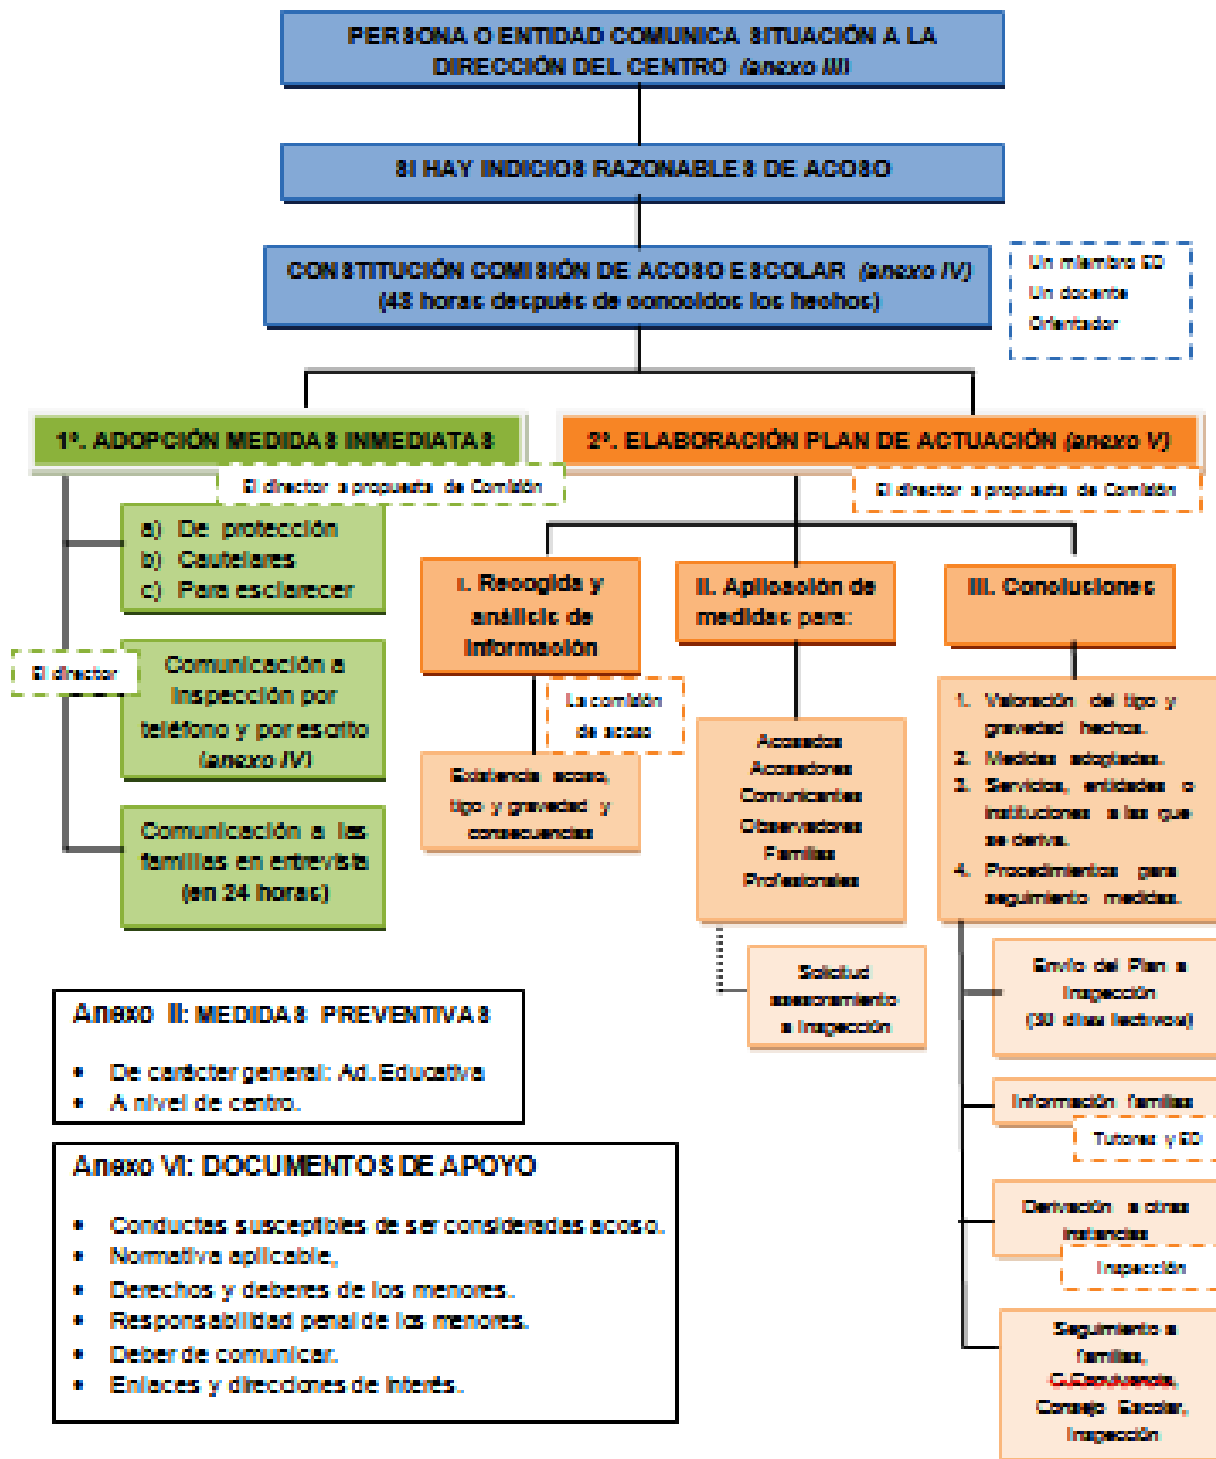 PERSONA O ENTIDAD COMUNICA SITUACIÓN A LA
DIRECCIÓN DEL CENTRO (anexo III)
SI HAY INDICIOS RAZONABLES DE ACOSO
CONSTITUCIÓN COMISIÓN DE ACOSO ESCOLAR (anexo IV)
(48 horas después de conocidos los hechos)
Un miembro ED
Un docente
Orientador
1º. ADOPCIÓN MEDIDAS INMEDIATAS
El director a propuesta de Comisión
a) De protección
b) Cautelares
c) Para esclarecer
El director
Comunicación a
Inspección por
teléfono y por escrito
(anexo IV)
Comunicación a las
familias en entrevista
(en 24 horas)
2º. ELABORACIÓN PLAN DE ACTUACIÓN (anexo V)
El director a propuesta de Comisión
I. Recogida y
análisis de
información
La comisión
de acoso
Existencia acoso,
tipo y gravedad y
consecuencias
II. Aplicación de
medidas para:
Acosados
Acosadores
Comunicantes
Observadores
Familias
Profesionales
Solicitud
asesoramiento
a Inspección
III. Conclusiones
1. Valoración del tipo y
gravedad hechos.
2. Medidas adoptadas.
3. Servicios, entidades o
instituciones a las que
se deriva.
4. Procedimientos para
seguimiento medidas.
Envío del Plan a
Inspección
(30 días lectivos)
Información familias
Tutores y ED
Derivación a otras
instancias
Inspección
Seguimiento a
familias,
Consejo Escolar,
Inspección
Anexo II: MEDIDAS PREVENTIVAS
• De carácter general: Ad. Educativa
• A nivel de centro.
Anexo VI: DOCUMENTOS DE APOYO
• Conductas susceptibles de ser consideradas acoso.
• Normativa aplicable,
• Derechos y deberes de los menores.
• Responsabilidad penal de los menores.
• Deber de comunicar.
• Enlaces y direcciones de interés.